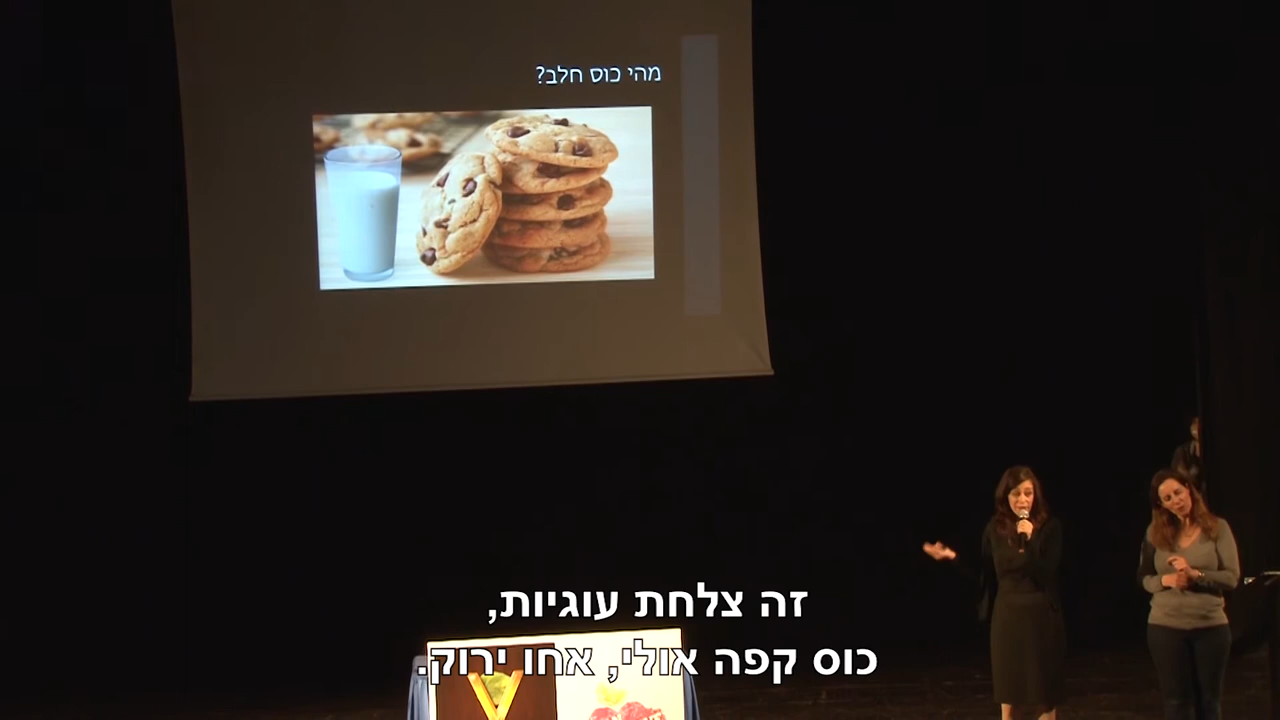 מהי כוס חלב?
זה צלחת עוגיות,
כוס קפה אולי, אחו ירוק.